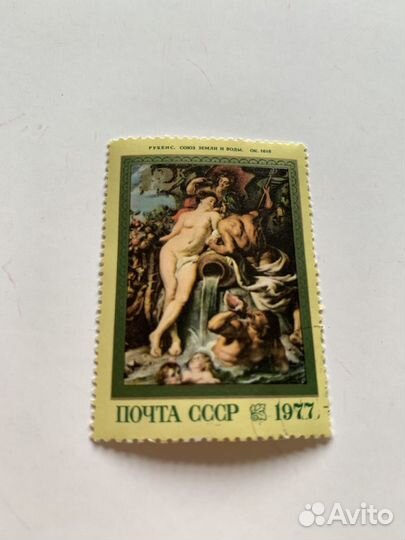 РУБЕНС. СОЮЗ ЗЕМЛИ И ВОДЫ. ОК. 1618
ПОЧТА СССР 1977
Avito